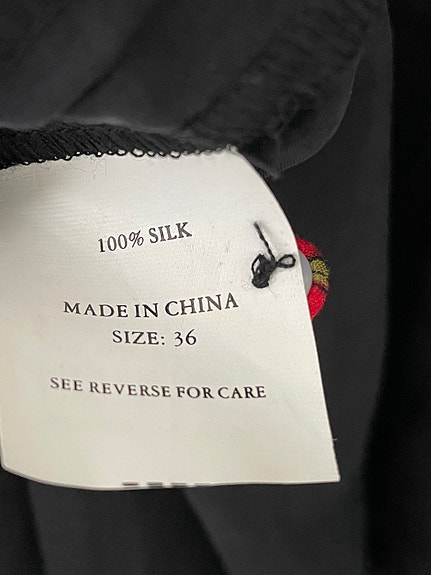 100% SILK
MADE IN CHINA
SIZE: 36
SEE REVERSE FOR CARE